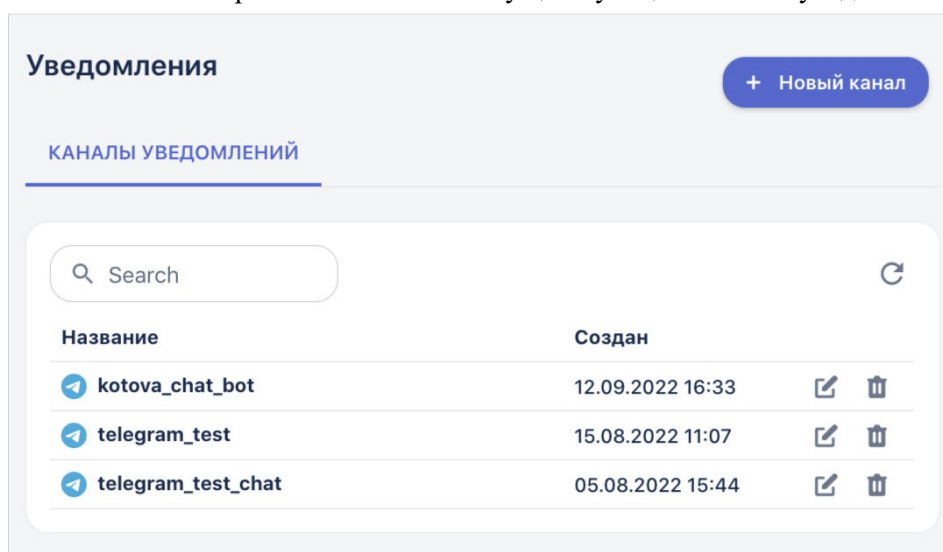 Уведомления
+ Новый канал
КАНАЛЫ УВЕДОМЛЕНИЙ
Search
Название Создан
kotova_chat_bot 12.09.2022 16:33
telegram_test 15.08.2022 11:07
telegram_test_chat 05.08.2022 15:44